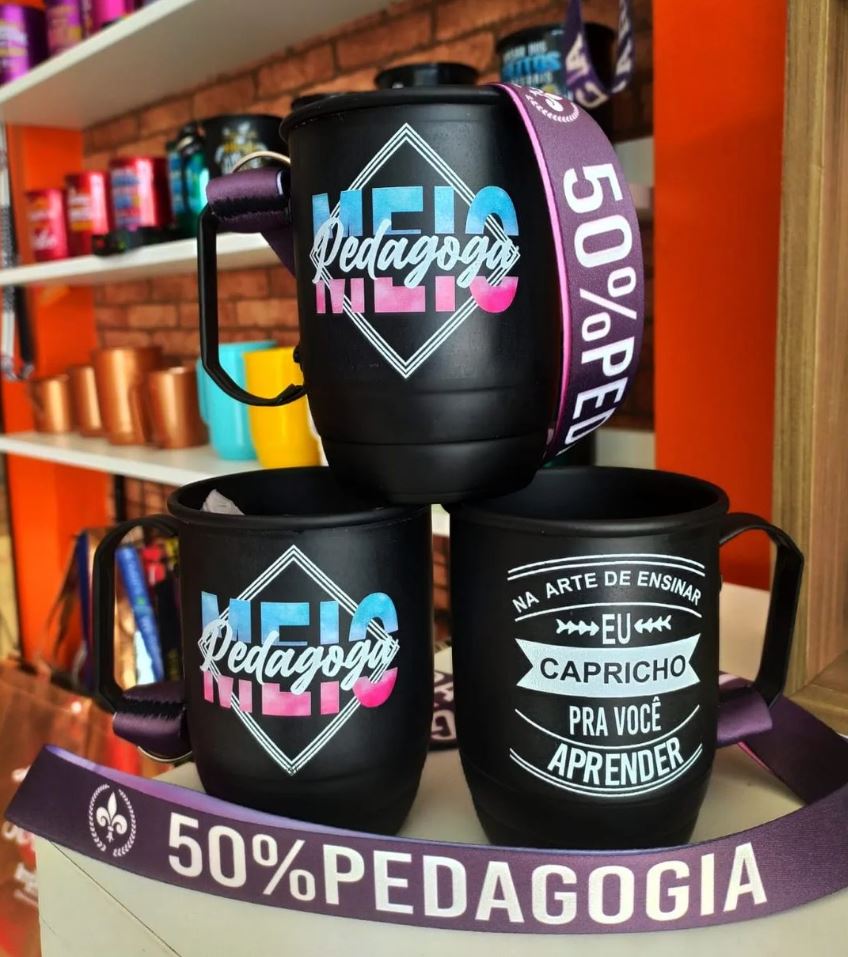 MEIO
Pedagoga
50%PED
MEIO
Pedagoga
NA ARTE DE ENSINAR
EU
CAPRICHO
PRA VOCÊ
APRENDER
50%PEDAGOGIA